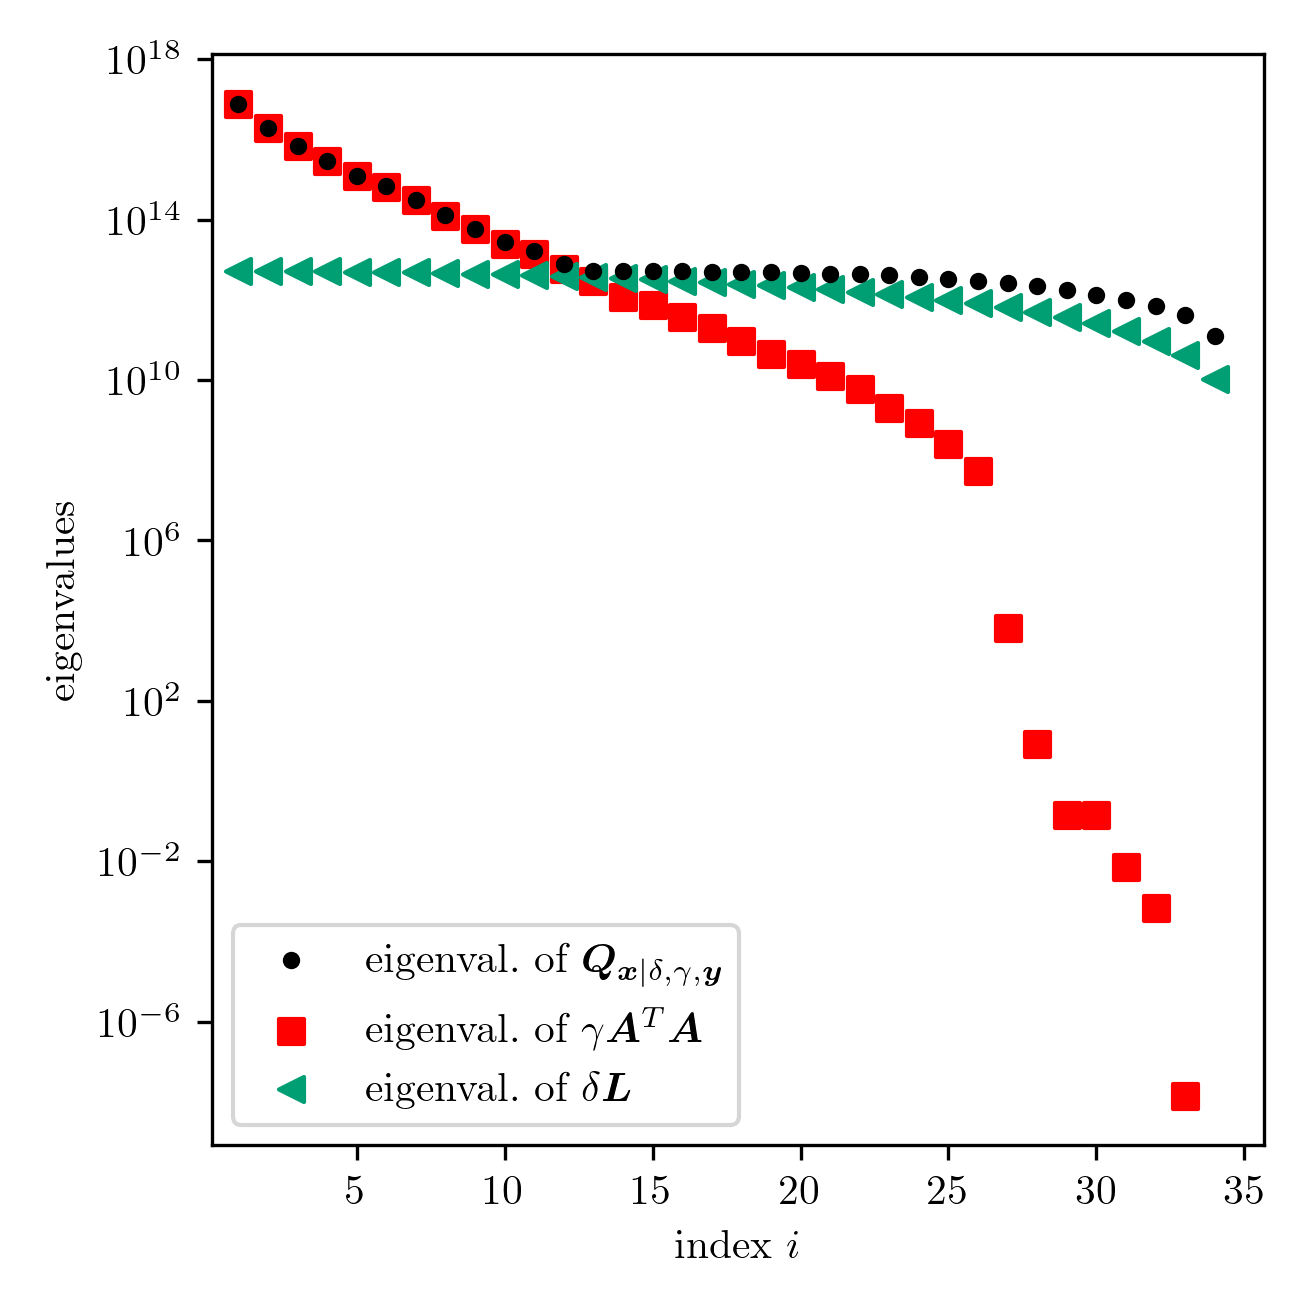 10^18
10^14
10^10
10^6
10^2
10^−2
10^−6
eigenvalues
eigenval. of Q_{x|δ,γ,y}
eigenval. of γA^T A
eigenval. of δL
5 10 15 20 25 30 35
index i